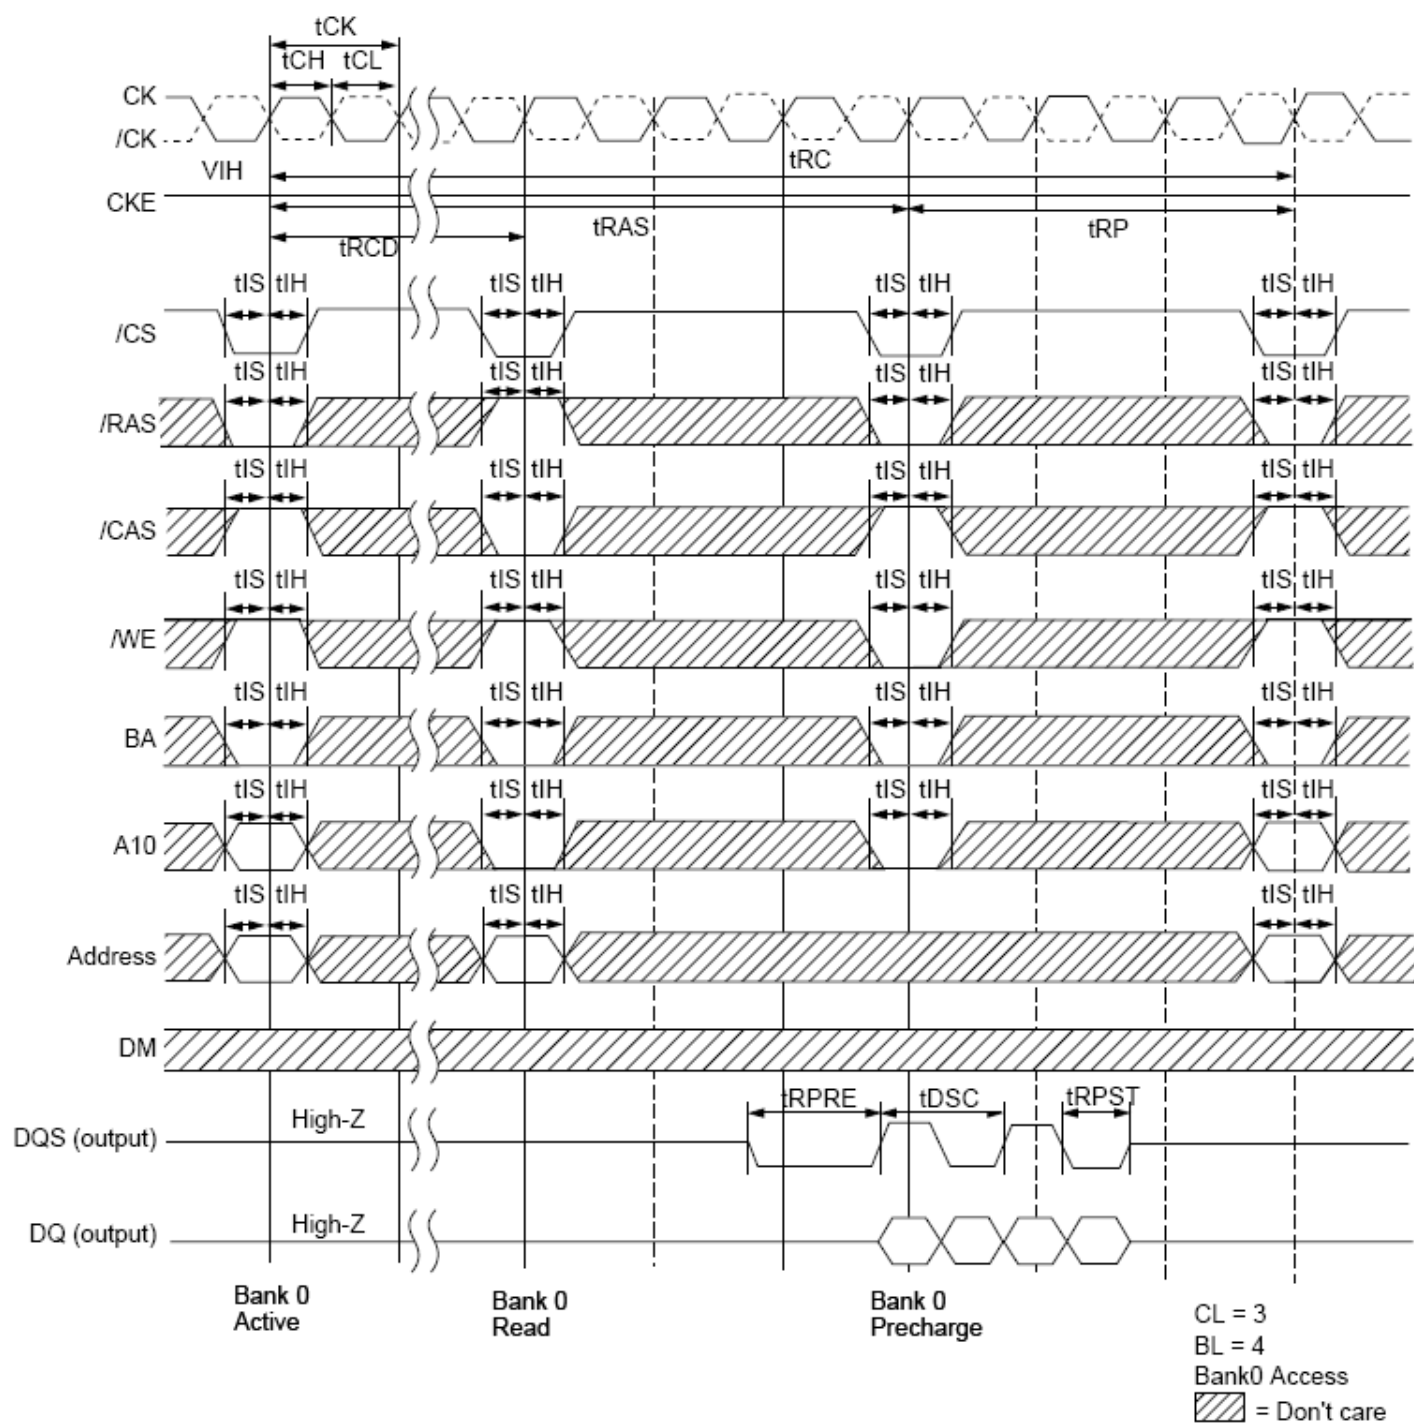 tCK
tCH tCL
CK
/CK
VIH
tRC
CKE
tRAS
tRP
tRCD
tIS tIH tIS tIH tIS tIH tIS tIH
/CS
tIS tIH tIS tIH tIS tIH tIS tIH
/RAS
tIS tIH tIS tIH tIS tIH tIS tIH
/CAS
tIS tIH tIS tIH tIS tIH tIS tIH
/WE
tIS tIH tIS tIH tIS tIH tIS tIH
BA
tIS tIH tIS tIH tIS tIH tIS tIH
A10
tIS tIH tIS tIH tIS tIH
Address
DM
tRPRE tDSC tRPST
High-Z
DQS (output)
High-Z
DQ (output)
Bank 0
Active
Bank 0
Read
Bank 0
Precharge
CL = 3
BL = 4
Bank0 Access
= Don't care